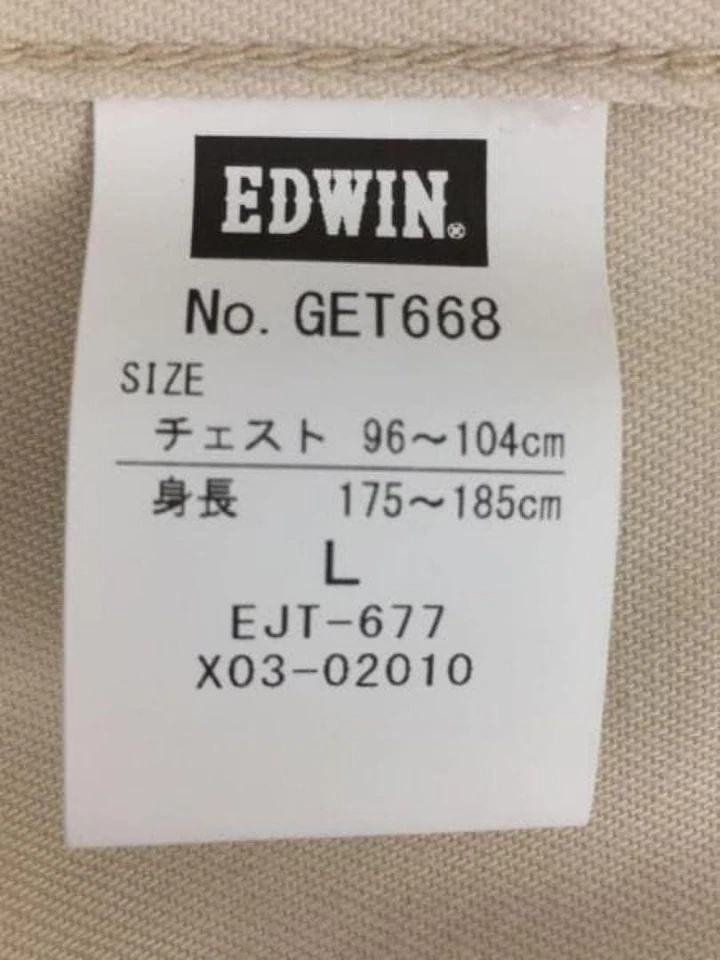 EDWIN®
No. GET668
SIZE
チェスト 96〜104cm
身長 175〜185cm
L
EJT-677
X03-02010